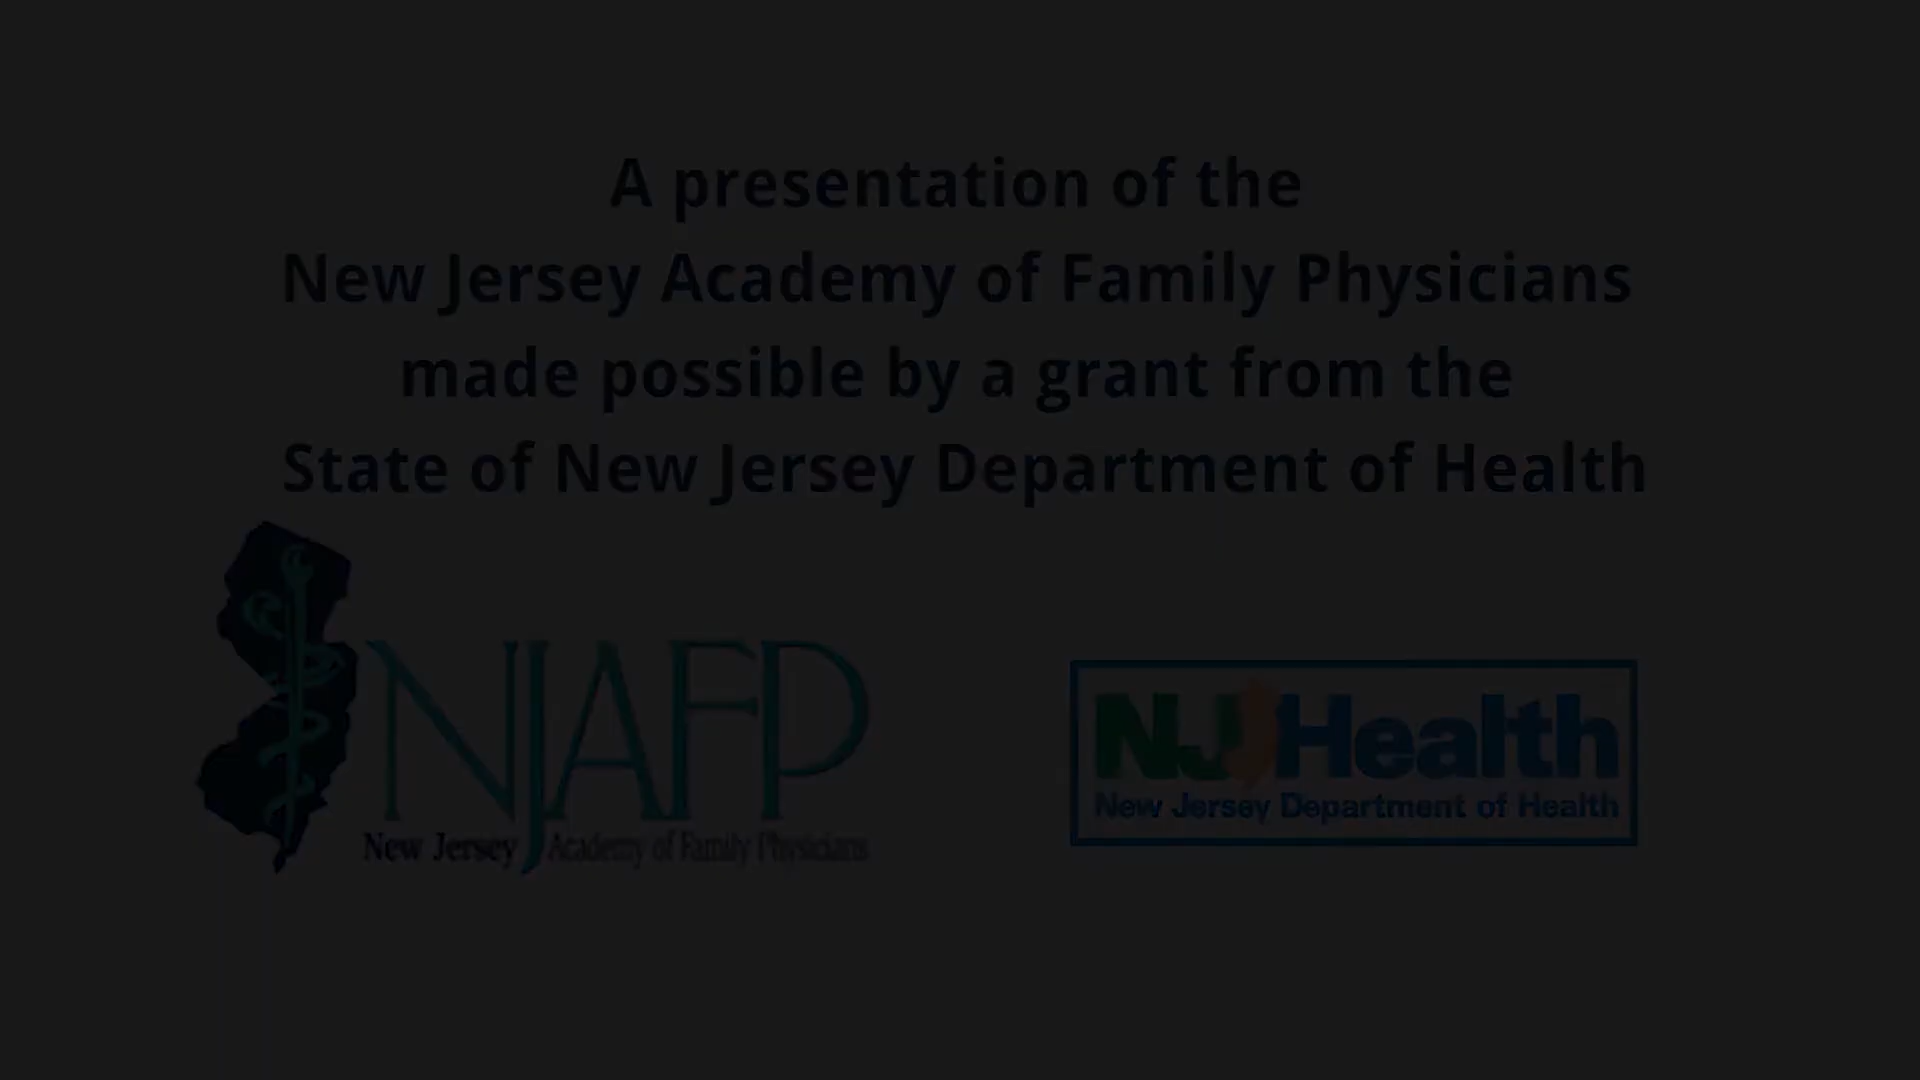 A presentation of the
New Jersey Academy of Family Physicians
made possible by a grant from the
State of New Jersey Department of Health
NJAFP
New Jersey Academy of Family Physicians
NJ Health
New Jersey Department of Health